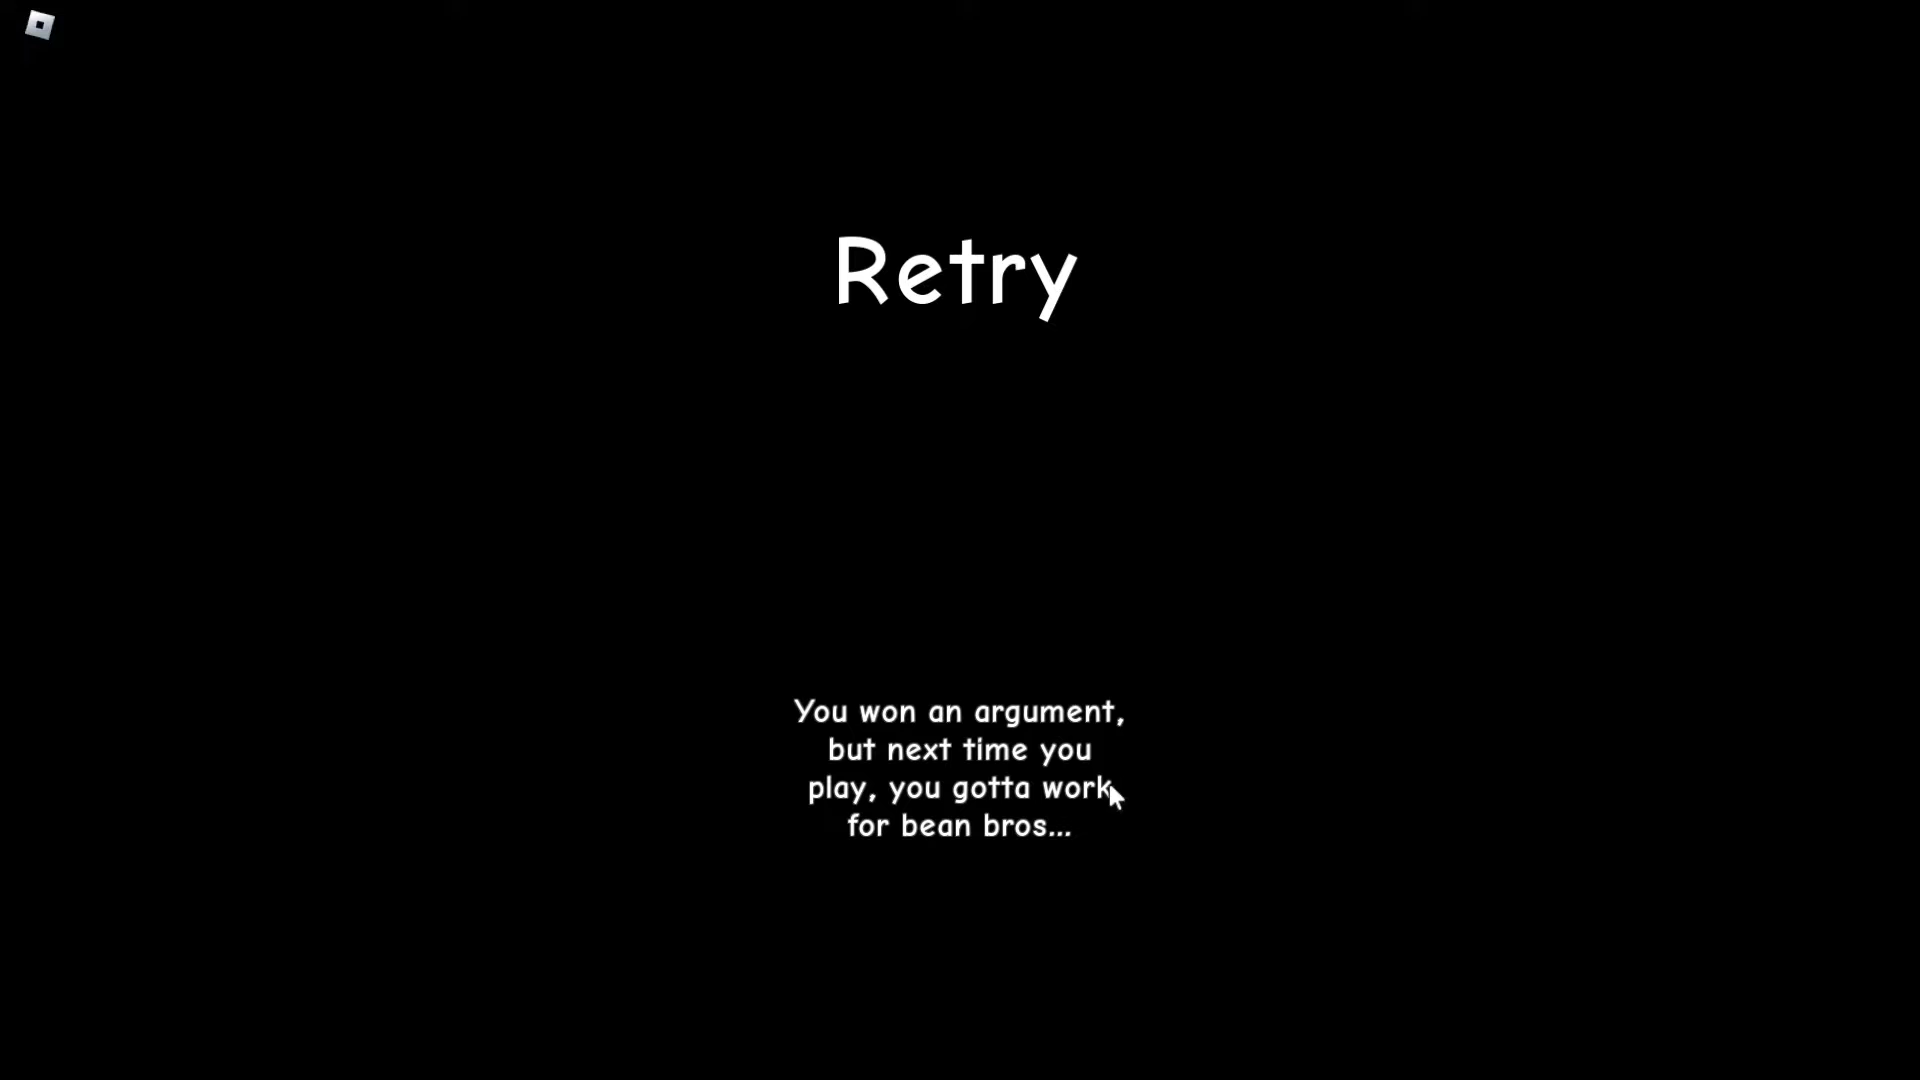 Retry
You won an argument,
but next time you
play, you gotta work
for bean bros...